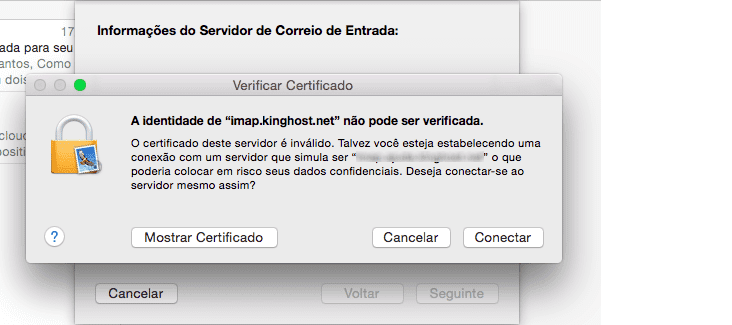 Informações do Servidor de Correio de Entrada:
17
ada para seu
antos, Como
dois
Verificar Certificado
A identidade de “imap.kinghost.net” não pode ser verificada.
O certificado deste servidor é inválido. Talvez você esteja estabelecendo uma
conexão com um servidor que simula ser “ ” o que
poderia colocar em risco seus dados confidenciais. Deseja conectar-se ao
servidor mesmo assim?
cloud
positi
?
Mostrar Certificado
Cancelar
Conectar
Cancelar
Voltar
Seguinte